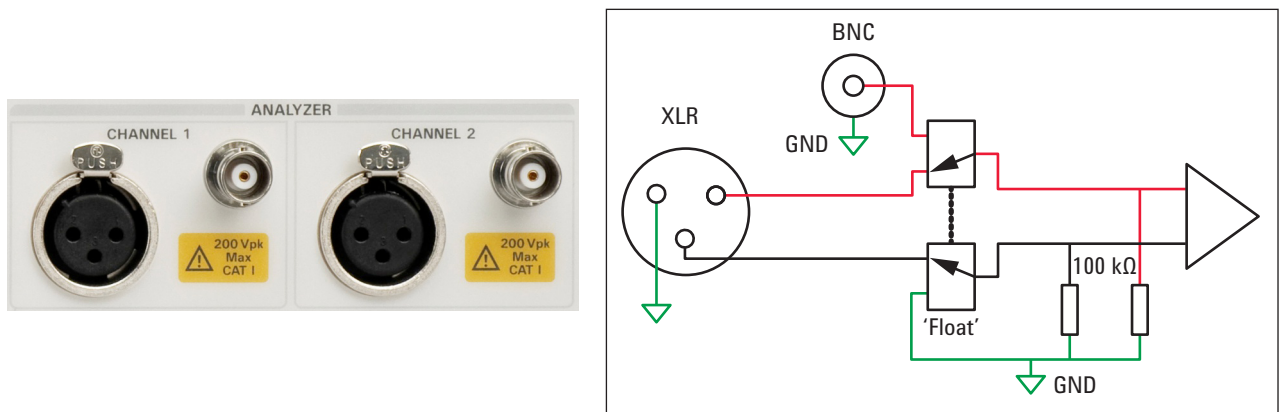 ANALYZER
CHANNEL 1
PUSH
200 Vpk
Max
CAT I
CHANNEL 2
PUSH
200 Vpk
Max
CAT I
BNC
XLR
GND
100 kΩ
'Float'
GND